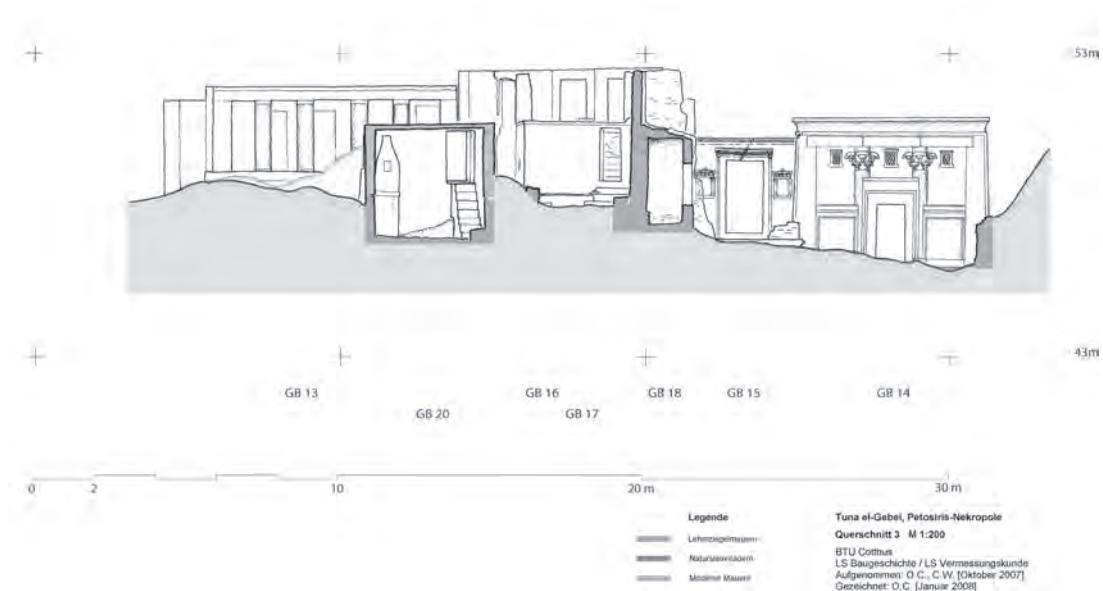 53m
43m
GB 13 GB 16 GB 18 GB 15 GB 14
GB 20 GB 17
0 2 10 20 m 30 m
Legende
Lehmziegelmauern
Natursteinmauern
Moderne Mauern
Tuna el-Gebel, Petosiris-Nekropole
Querschnitt 3 M 1:200
BTU Cottbus
LS Baugeschichte / LS Vermessungskunde
Aufgenommen: O.C., C.W. [Oktober 2007]
Gezeichnet: O.C. [Januar 2008]